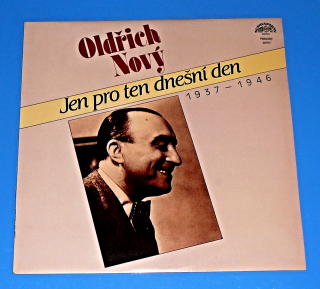 Oldřich
Nový
Jen pro ten dnešní den
1937–1946